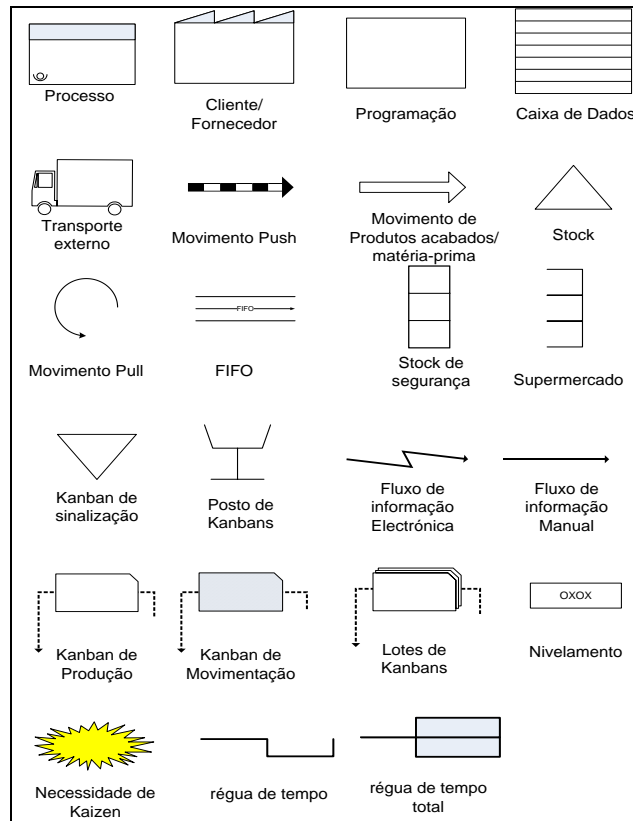 Processo
Cliente/
Fornecedor
Programação
Caixa de Dados
Transporte
externo
Movimento Push
Movimento de
Produtos acabados/
matéria-prima
Stock
Movimento Pull
FIFO
FIFO
Stock de
segurança
Supermercado
Kanban de
sinalização
Posto de
Kanbans
Fluxo de
informação
Electrónica
Fluxo de
informação
Manual
Kanban de
Produção
Kanban de
Movimentação
Lotes de
Kanbans
OXOX
Nivelamento
Necessidade de
Kaizen
régua de tempo
régua de tempo
total